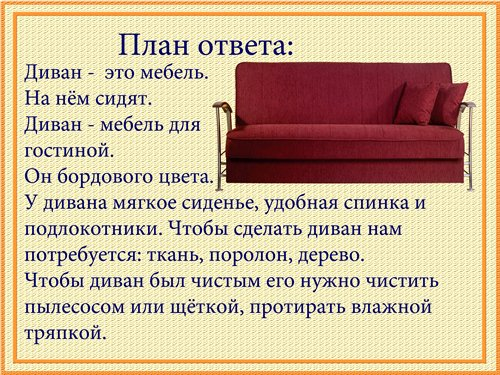 План ответа:
Диван - это мебель.
На нём сидят.
Диван - мебель для
гостиной.
Он бордового цвета.
У дивана мягкое сиденье, удобная спинка и
подлокотники. Чтобы сделать диван нам
потребуется: ткань, поролон, дерево.
Чтобы диван был чистым его нужно чистить
пылесосом или щёткой, протирать влажной
тряпкой.